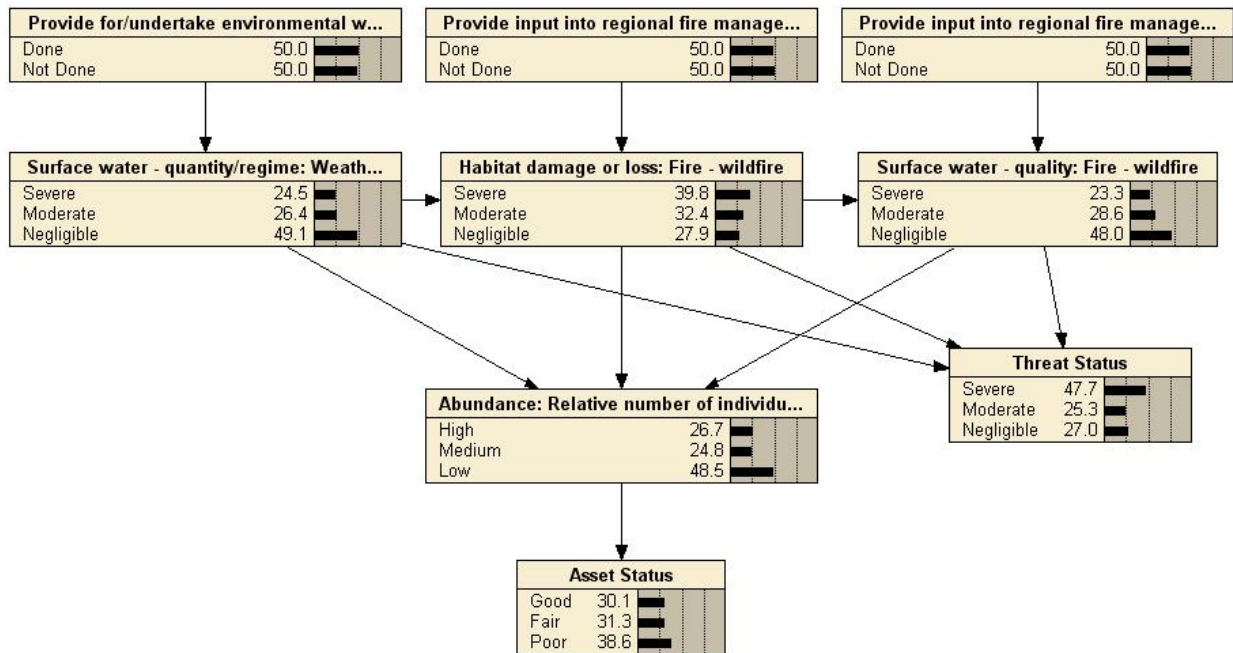 Provide for/undertake environmental w...
Done 50.0
Not Done 50.0
Provide input into regional fire manage...
Done 50.0
Not Done 50.0
Provide input into regional fire manage...
Done 50.0
Not Done 50.0
Surface water - quantity/regime: Weath...
Severe 24.5
Moderate 26.4
Negligible 49.1
Habitat damage or loss: Fire - wildfire
Severe 39.8
Moderate 32.4
Negligible 27.9
Surface water - quality: Fire - wildfire
Severe 23.3
Moderate 28.6
Negligible 48.0
Threat Status
Severe 47.7
Moderate 25.3
Negligible 27.0
Abundance: Relative number of individu...
High 26.7
Medium 24.8
Low 48.5
Asset Status
Good 30.1
Fair 31.3
Poor 38.6